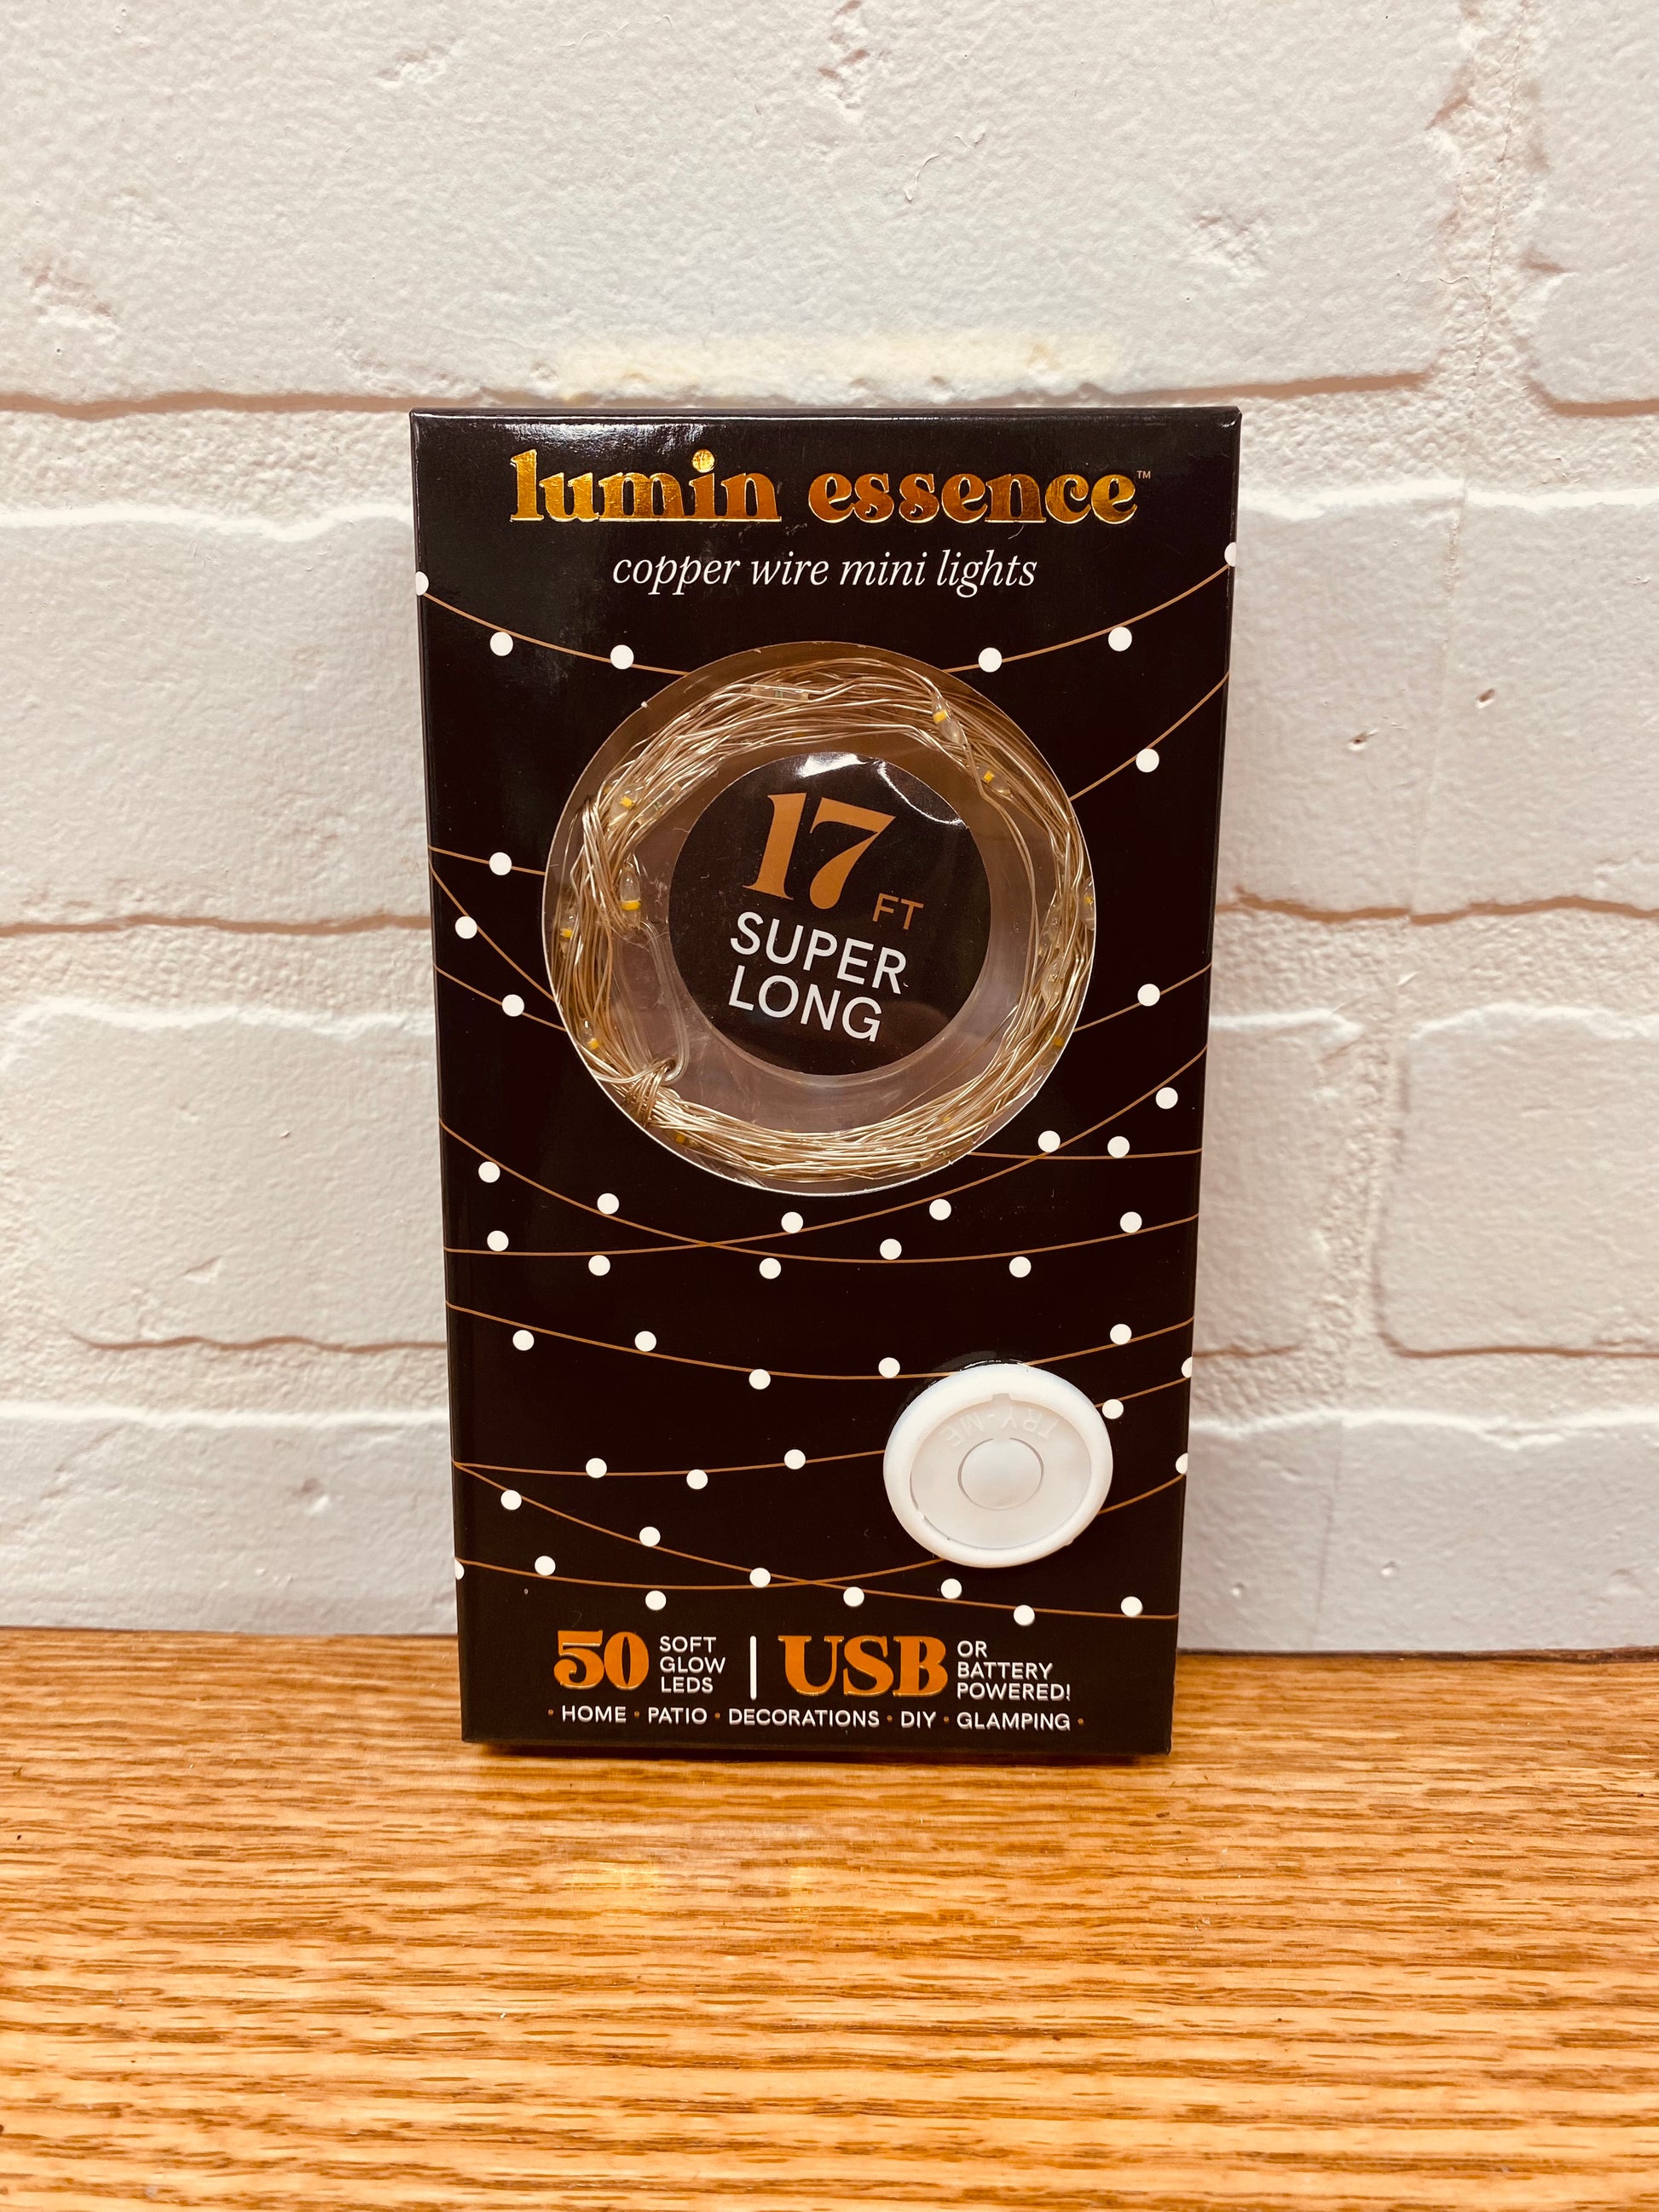 lumin essence™
copper wire mini lights
17 FT
SUPER
LONG
TRY-ME
50 SOFT GLOW LEDS | USB OR BATTERY POWERED!
· HOME · PATIO · DECORATIONS · DIY · GLAMPING ·